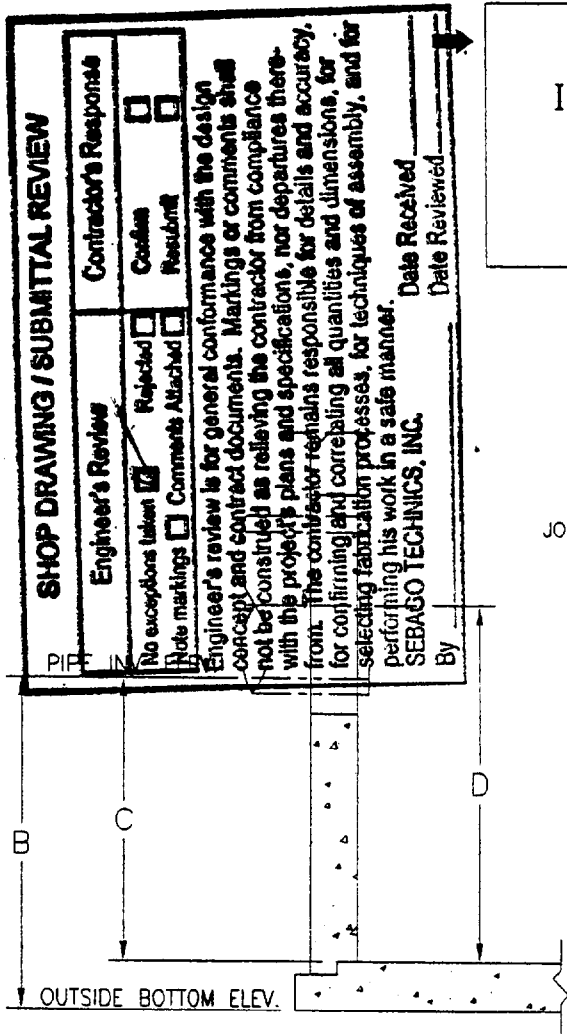 SHOP DRAWING / SUBMITTAL REVIEW
Engineer's Review
Contractor's Response
No exceptions taken
Rejected
Confirm
Note markings
Comments Attached
Resubmit
Engineer's review is for general conformance with the design
concept and contract documents. Markings or comments shall
not be construed as relieving the contractor from compliance
with the project's plans and specifications, nor departures there-
from. The contractor remains responsible for details and accuracy,
for confirming and correlating all quantities and dimensions, for
selecting fabrication processes, for techniques of assembly, and for
performing his work in a safe manner.
SEBAGO TECHNICS, INC.
Date Received
By
Date Reviewed
I
JO
PIPE INV. ELEV.
B
C
D
OUTSIDE BOTTOM ELEV.